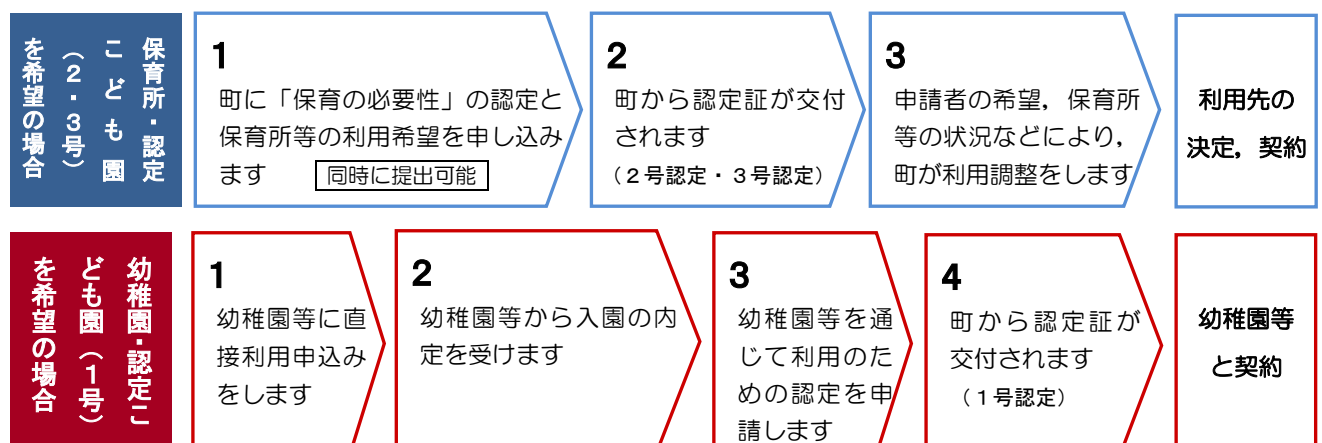 保育所・認定
こども園
（２・３号）
を希望の場合
1
町に「保育の必要性」の認定と
保育所等の利用希望を申し込み
ます　同時に提出可能
2
町から認定証が交付
されます
（２号認定・３号認定）
3
申請者の希望，保育所
等の状況などにより，
町が利用調整をします
利用先の
決定，契約
幼稚園・認定こ
ども園（１号）
を希望の場合
1
幼稚園等に直
接利用申込み
をします
2
幼稚園等から入園の内
定を受けます
3
幼稚園等を通
じて利用のた
めの認定を申
請します
4
町から認定証が
交付されます
（１号認定）
幼稚園等
と契約